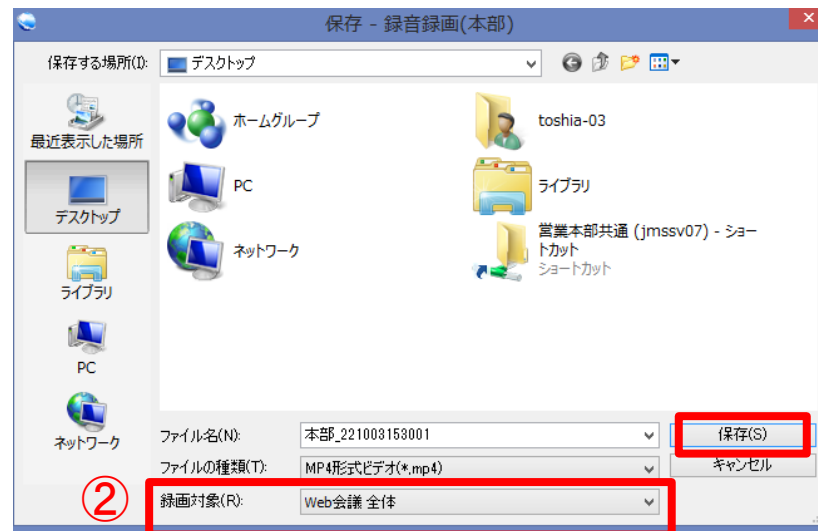 保存 - 録音録画(本部)
保存する場所(I):
デスクトップ
最近表示した場所
デスクトップ
ライブラリ
PC
ネットワーク
ホームグループ
toshia-03
PC
ライブラリ
ネットワーク
営業本部共通 (jmssv07) - ショー
トカット
ショートカット
ファイル名(N):
本部_221003153001
保存(S)
ファイルの種類(T):
MP4形式ビデオ(*.mp4)
キャンセル
②
録画対象(R):
Web会議 全体